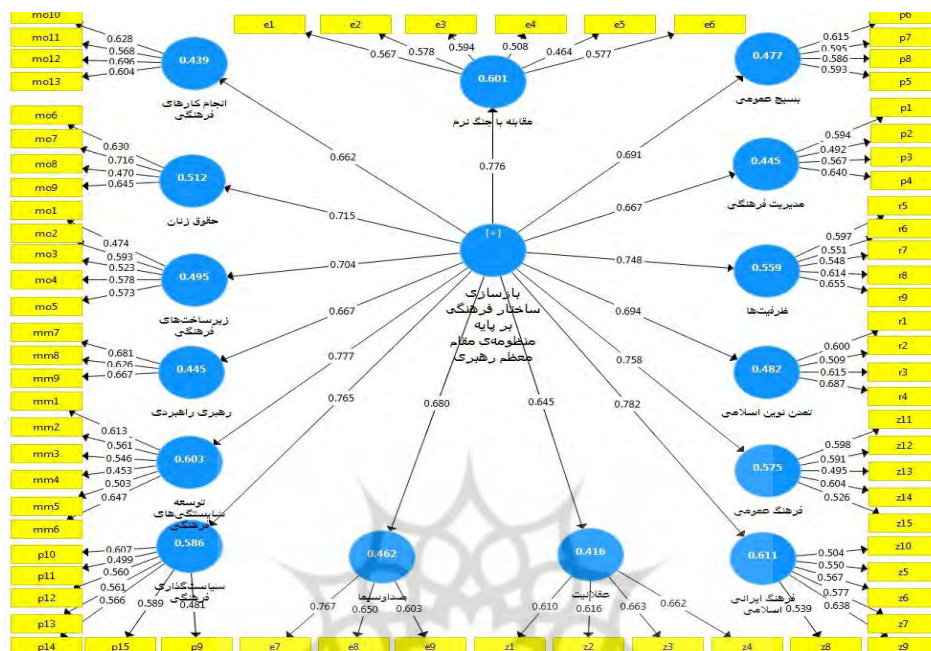 mo10
mo11
mo12
mo13
0.628
0.568
0.696
0.604
0.439
انجام کارهای
فرهنگی
0.662
e1
e2
e3
e4
e5
e6
0.567
0.578
0.594
0.508
0.464
0.577
0.601
مقابله با جنگ نرم
0.776
p6
p7
p8
p5
0.615
0.595
0.586
0.593
0.477
بسیج عمومی
0.691
mo6
mo7
mo8
mo9
0.630
0.716
0.470
0.645
0.512
حقوق زنان
0.715
p1
p2
p3
p4
0.594
0.492
0.567
0.640
0.445
مدیریت فرهنگی
0.667
mo1
mo2
mo3
mo4
mo5
0.474
0.593
0.523
0.578
0.573
0.495
زیرساخت‌های
فرهنگی
0.704
[+]
بازسازی
ساختار فرهنگی
بر پایه
منظومه‌ی مقام
معظم رهبری
r5
r6
r7
r8
r9
0.597
0.551
0.548
0.614
0.655
0.559
ظرفیت‌ها
0.748
mm7
mm8
mm9
0.681
0.626
0.667
0.445
رهبری راهبردی
0.667
r1
r2
r3
r4
0.600
0.509
0.615
0.687
0.482
تمدن نوین اسلامی
0.694
mm1
mm2
mm3
mm4
mm5
mm6
0.613
0.561
0.546
0.453
0.503
0.647
0.603
توسعه
شایستگی‌های
فرهنگی
0.777
z11
z12
z13
z14
z15
0.598
0.591
0.495
0.604
0.526
0.575
فرهنگ عمومی
0.758
p10
p11
p12
p13
p14
p15
p9
0.607
0.499
0.560
0.561
0.566
0.589
0.481
0.586
سیاست‌گذاری
فرهنگی
0.765
0.680
0.462
صداوسیما
0.767
0.650
0.603
e7
e8
e9
0.645
0.416
عقلانیت
0.610
0.616
0.663
0.662
z1
z2
z3
z4
0.782
0.611
فرهنگ ایرانی
اسلامی
0.504
0.550
0.567
0.577
0.638
0.539
z10
z5
z6
z7
z8
z9